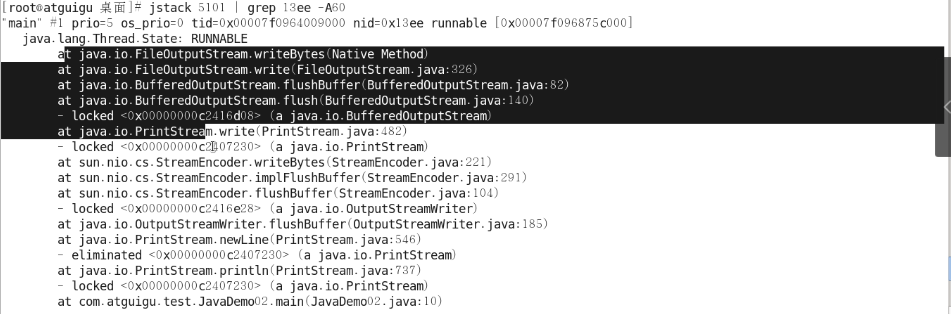 [root@atguigu 桌面]# jstack 5101 | grep 13ee -A60
"main" #1 prio=5 os_prio=0 tid=0x00007f0964009000 nid=0x13ee runnable [0x00007f096875c000]
java.lang.Thread.State: RUNNABLE
at java.io.FileOutputStream.writeBytes(Native Method)
at java.io.FileOutputStream.write(FileOutputStream.java:326)
at java.io.BufferedOutputStream.flushBuffer(BufferedOutputStream.java:82)
at java.io.BufferedOutputStream.flush(BufferedOutputStream.java:140)
- locked <0x00000000c2416d08> (a java.io.BufferedOutputStream)
at java.io.PrintStream.write(PrintStream.java:482)
- locked <0x00000000c2407230> (a java.io.PrintStream)
at sun.nio.cs.StreamEncoder.writeBytes(StreamEncoder.java:221)
at sun.nio.cs.StreamEncoder.implFlushBuffer(StreamEncoder.java:291)
at sun.nio.cs.StreamEncoder.flushBuffer(StreamEncoder.java:104)
- locked <0x00000000c2416e28> (a java.io.OutputStreamWriter)
at java.io.OutputStreamWriter.flushBuffer(OutputStreamWriter.java:185)
at java.io.PrintStream.newLine(PrintStream.java:546)
- eliminated <0x00000000c2407230> (a java.io.PrintStream)
at java.io.PrintStream.println(PrintStream.java:737)
- locked <0x00000000c2407230> (a java.io.PrintStream)
at com.atguigu.test.JavaDemo02.main(JavaDemo02.java:10)